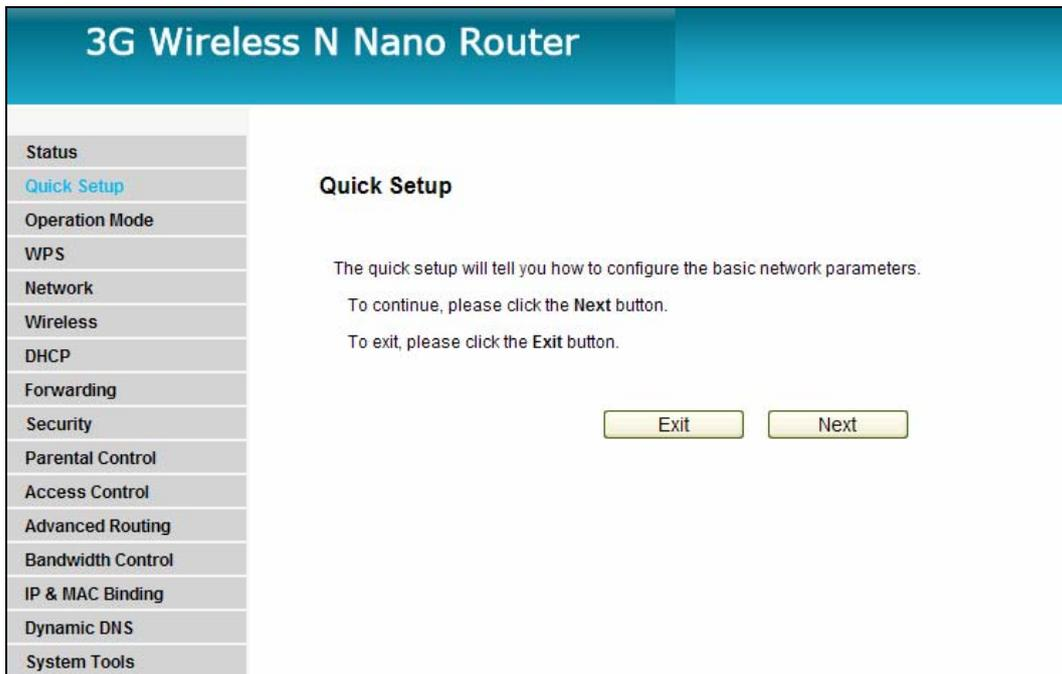 3G Wireless N Nano Router
Status
Quick Setup
Operation Mode
WPS
Network
Wireless
DHCP
Forwarding
Security
Parental Control
Access Control
Advanced Routing
Bandwidth Control
IP & MAC Binding
Dynamic DNS
System Tools
Quick Setup
The quick setup will tell you how to configure the basic network parameters.
To continue, please click the Next button.
To exit, please click the Exit button.
Exit
Next